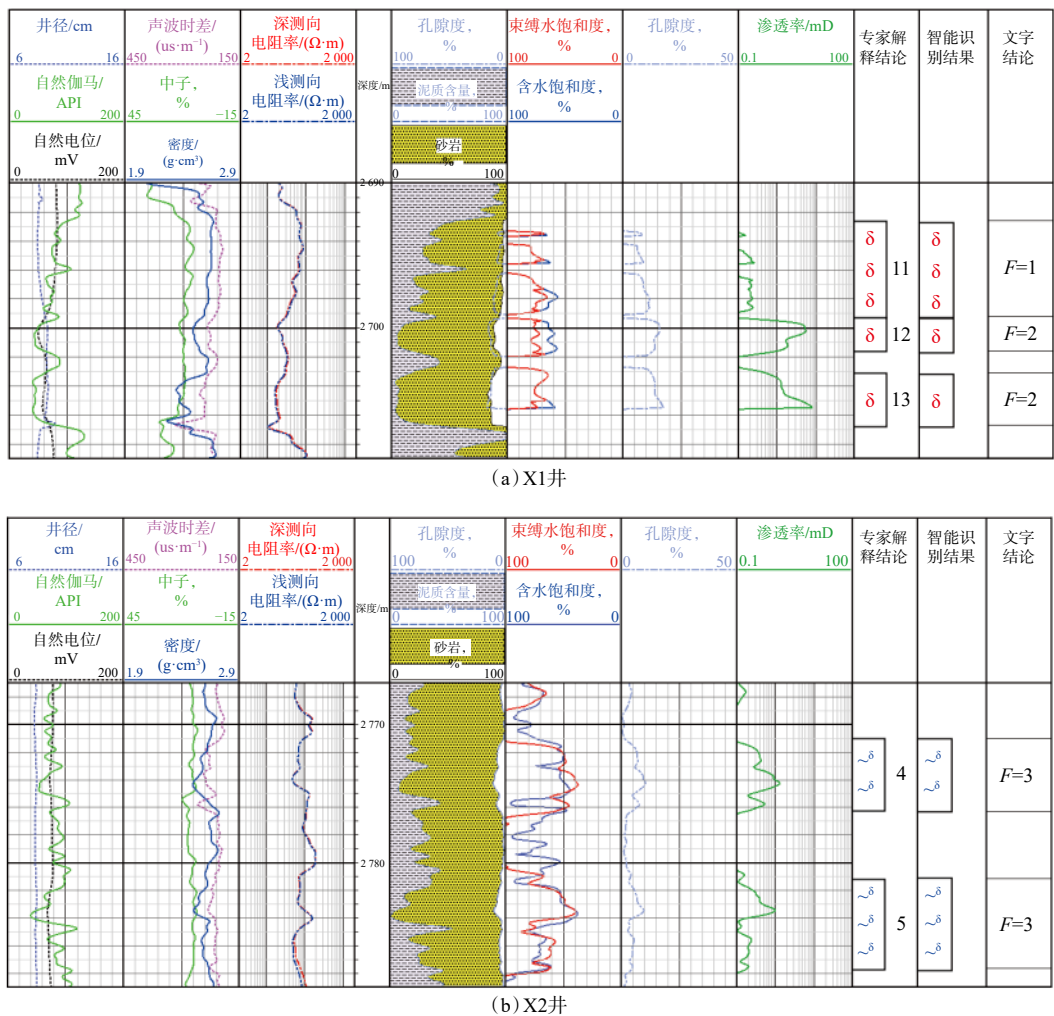 井径/cm
6 16
自然伽马/
API
0 200
自然电位/
mV
0 200
声波时差/
(us·m⁻¹)
450 150
中子,
%
45 −15
密度/
(g·cm³)
1.9 2.9
深测向
电阻率/(Ω·m)
2 2 000
浅测向
电阻率/(Ω·m)
2 2 000
深度/m
孔隙度,
%
100 0
泥质含量,
%
0 100
砂岩
%
0 100
束缚水饱和度,
%
100 0
含水饱和度,
%
100 0
孔隙度,
%
0 50
渗透率/mD
0.1 100
专家解
释结论
智能识
别结果
文字
结论
2 690
2 700
δ δ
δ 11 δ F=1
δ δ
δ 12 δ F=2
δ 13 δ F=2
(a) X1井
井径/
cm
6 16
自然伽马/
API
0 200
自然电位/
mV
0 200
声波时差/
(us·m⁻¹)
450 150
中子,
%
45 −15
密度/
(g·cm³)
1.9 2.9
深测向
电阻率/(Ω·m)
2 2 000
浅测向
电阻率/(Ω·m)
2 2 000
深度/m
孔隙度,
%
100 0
泥质含量,
%
0 100
砂岩,
%
0 100
束缚水饱和度,
%
100 0
含水饱和度,
%
100 0
孔隙度,
%
0 50
渗透率/mD
0.1 100
专家解
释结论
智能识
别结果
文字
结论
2 770
2 780
~δ ~δ
4 F=3
~δ ~δ
~δ ~δ
~δ 5 ~δ F=3
~δ ~δ
(b) X2井